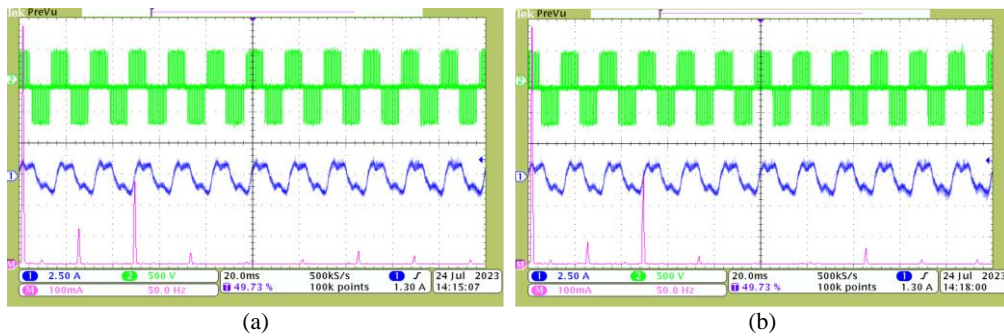 PreVu
2
1
M
1 2.50 A 2 500 V 20.0ms 500kS/s 1 1.30 A 24 Jul 2023
M 100mA 50.0 Hz T 49.73 % 100k points 14:15:07
(a)
Tek PreVu
2
1
M
1 2.50 A 2 500 V 20.0ms 500kS/s 1 1.30 A 24 Jul 2023
M 100mA 50.0 Hz T 49.73 % 100k points 14:18:00
(b)